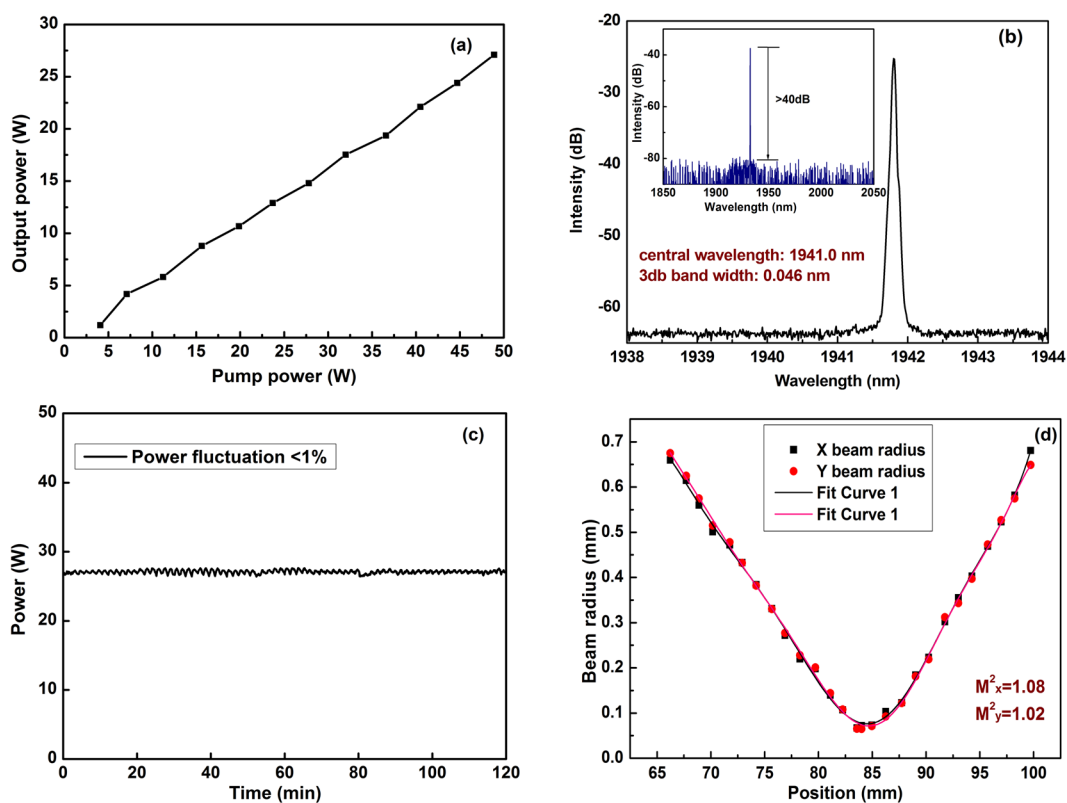 (a)
30
25
20
15
10
5
0
Output power (W)
0 5 10 15 20 25 30 35 40 45 50
Pump power (W)
(b)
-20
-30
-40
-50
-60
Intensity (dB)
1938 1939 1940 1941 1942 1943 1944
Wavelength (nm)
-40
-60
-80
Intensity (dB)
>40dB
1850 1900 1950 2000 2050
Wavelength (nm)
central wavelength: 1941.0 nm
3db band width: 0.046 nm
(c)
50
40
30
20
10
0
Power (W)
Power fluctuation <1%
0 20 40 60 80 100 120
Time (min)
(d)
0.7
0.6
0.5
0.4
0.3
0.2
0.1
0.0
Beam radius (mm)
X beam radius
Y beam radius
Fit Curve 1
Fit Curve 1
M²x=1.08
M²y=1.02
65 70 75 80 85 90 95 100
Position (mm)